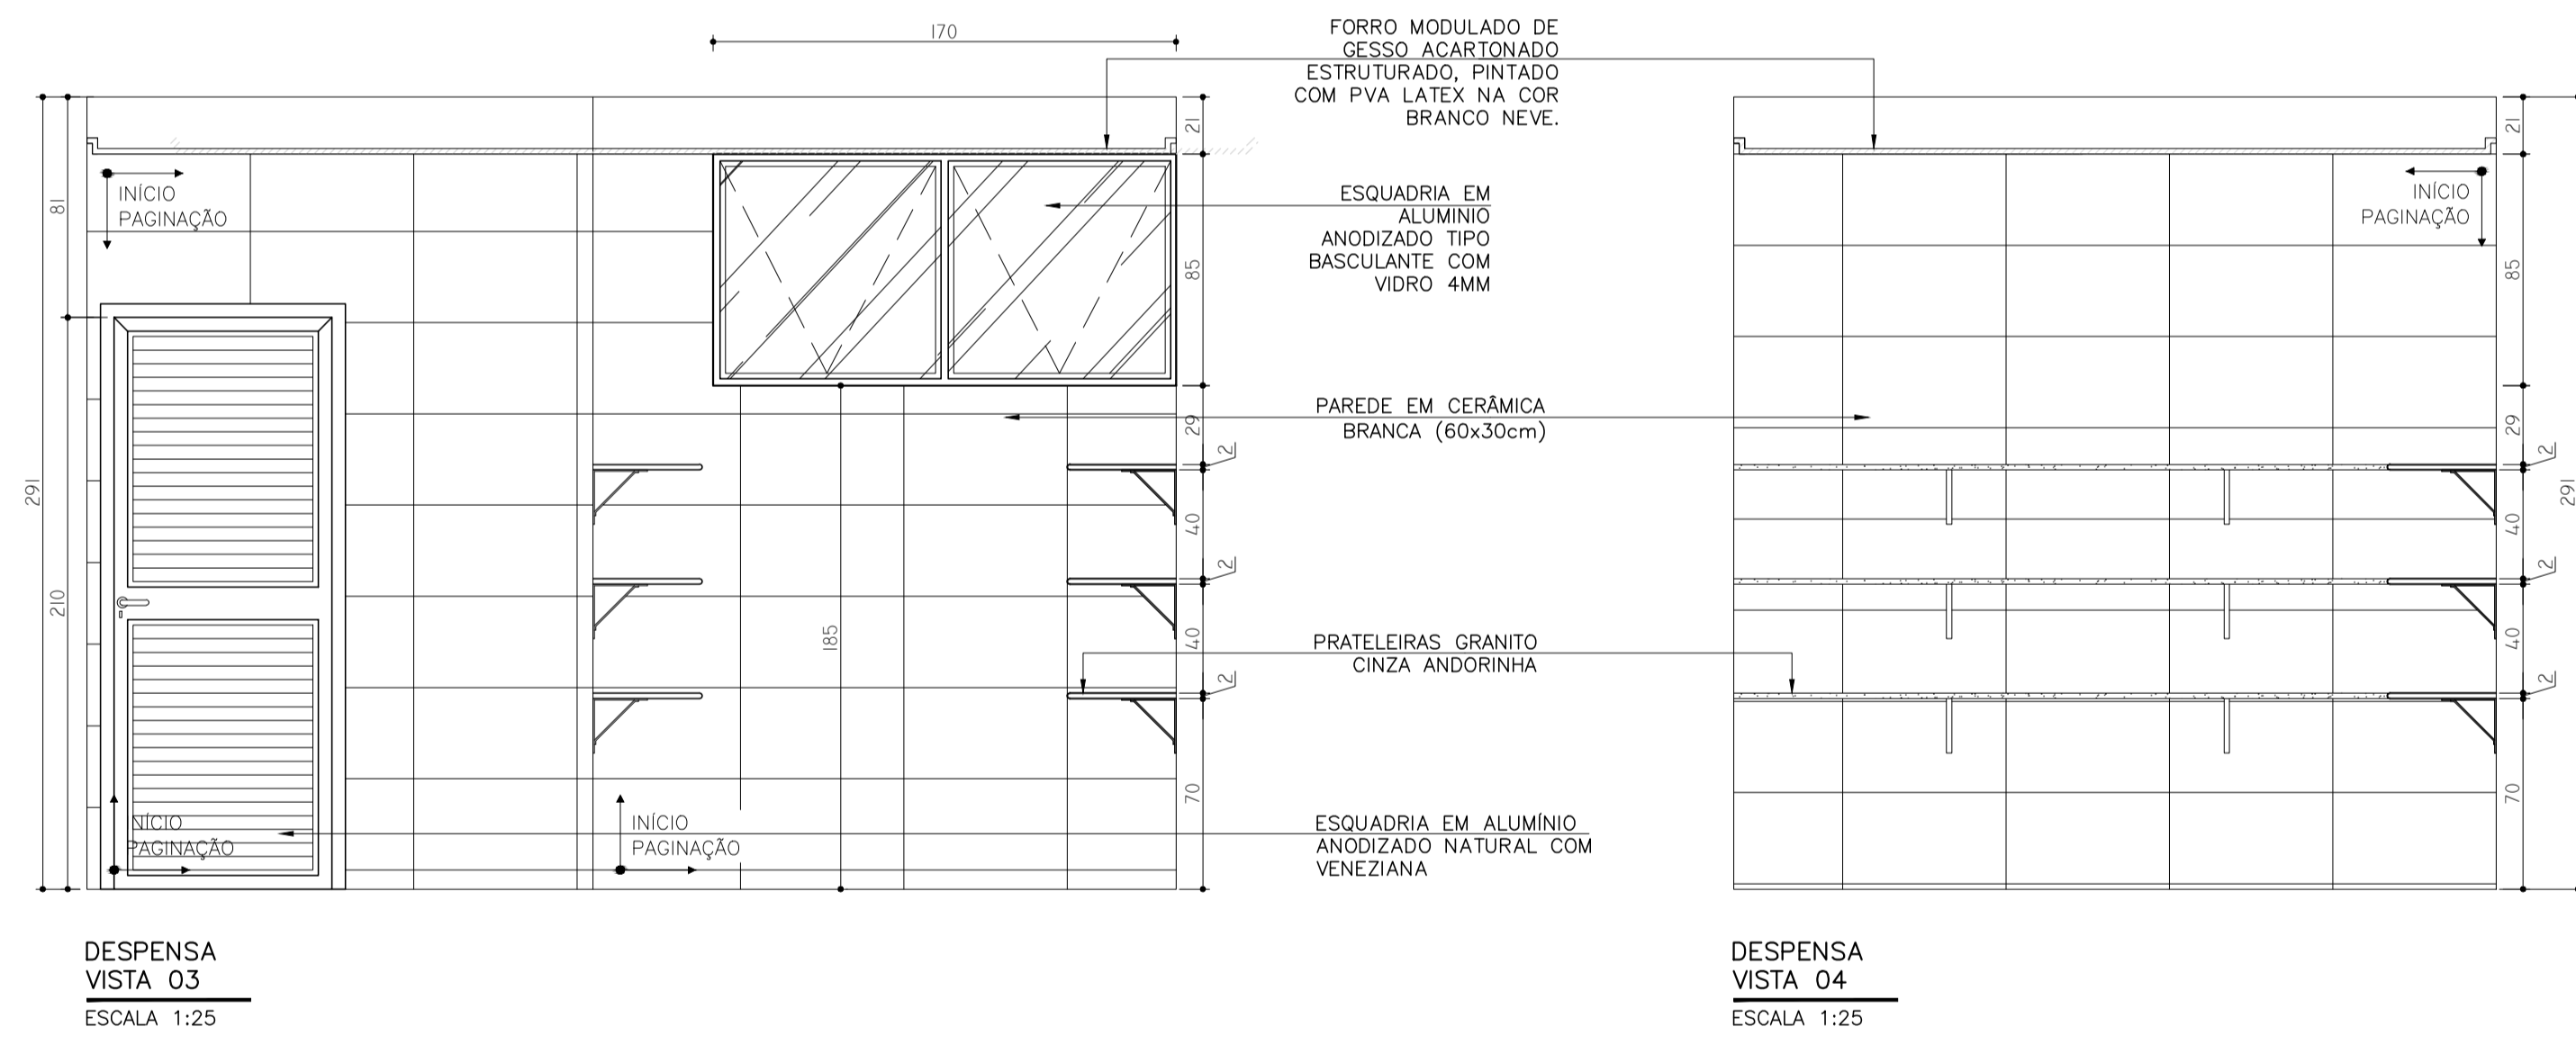 170
FORRO MODULADO DE
GESSO ACARTONADO
ESTRUTURADO, PINTADO
COM PVA LATEX NA COR
BRANCO NEVE.
21
21
81
INÍCIO
PAGINAÇÃO
ESQUADRIA EM
ALUMINIO
ANODIZADO TIPO
BASCULANTE COM
VIDRO 4MM
INÍCIO
PAGINAÇÃO
85
85
PAREDE EM CERÂMICA
BRANCA (60x30cm)
29
29
2
2
291
291
40
40
2
2
210
185
40
40
PRATELEIRAS GRANITO
CINZA ANDORINHA
2
2
70
70
INÍCIO
PAGINAÇÃO
INÍCIO
PAGINAÇÃO
ESQUADRIA EM ALUMÍNIO
ANODIZADO NATURAL COM
VENEZIANA
DESPENSA
VISTA 03
ESCALA 1:25
DESPENSA
VISTA 04
ESCALA 1:25